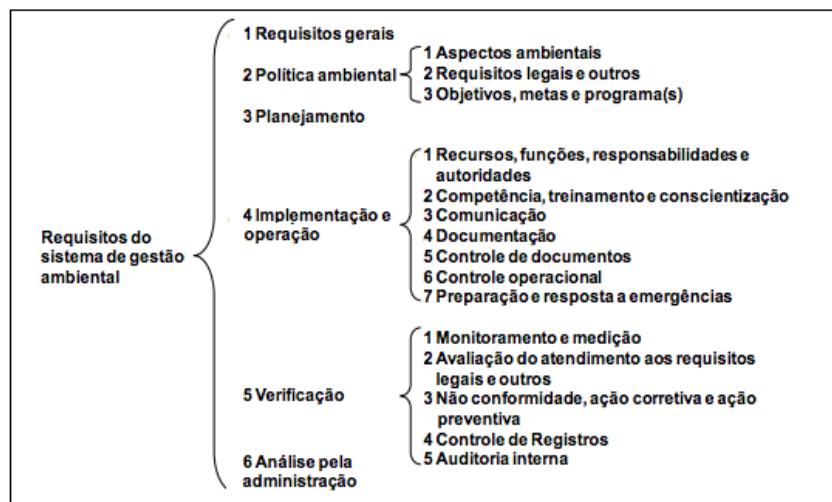 Requisitos do
sistema de gestão
ambiental
1 Requisitos gerais
2 Política ambiental
1 Aspectos ambientais
2 Requisitos legais e outros
3 Objetivos, metas e programa(s)
3 Planejamento
4 Implementação e
operação
1 Recursos, funções, responsabilidades e
autoridades
2 Competência, treinamento e conscientização
3 Comunicação
4 Documentação
5 Controle de documentos
6 Controle operacional
7 Preparação e resposta a emergências
5 Verificação
1 Monitoramento e medição
2 Avaliação do atendimento aos requisitos
legais e outros
3 Não conformidade, ação corretiva e ação
preventiva
4 Controle de Registros
5 Auditoria interna
6 Análise pela
administração